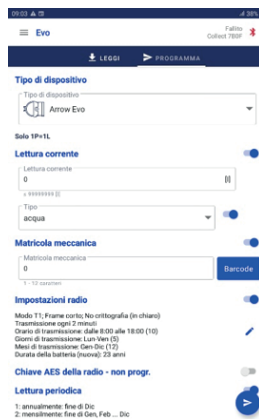 09:53
38%
Evo
Fallito
Collect 7B0F
LEGGI
PROGRAMMA
Tipo di dispositivo
Tipo di dispositivo
Arrow Evo
Solo 1P=1L
Lettura corrente
Lettura corrente
0
[l]
± 99999999 [l]
Tipo
acqua
Matricola meccanica
Matricola meccanica
0
Barcode
1 - 13 caratteri
Impostazioni radio
Modo T1; Frame corto; No crittografia (in chiaro)
Trasmissione ogni 2 minuti
Orario di trasmissione: dalle 8:00 alle 18:00 (10)
Giorni di trasmissione: Lun-Ven (5)
Mesi di trasmissione: Gen-Dic (12)
Durata della batteria (nuova): 23 anni
Chiave AES della radio - non progr.
Lettura periodica
1: annualmente: fine di Dic
2: mensilmente: fine di Gen, Feb ... Dic